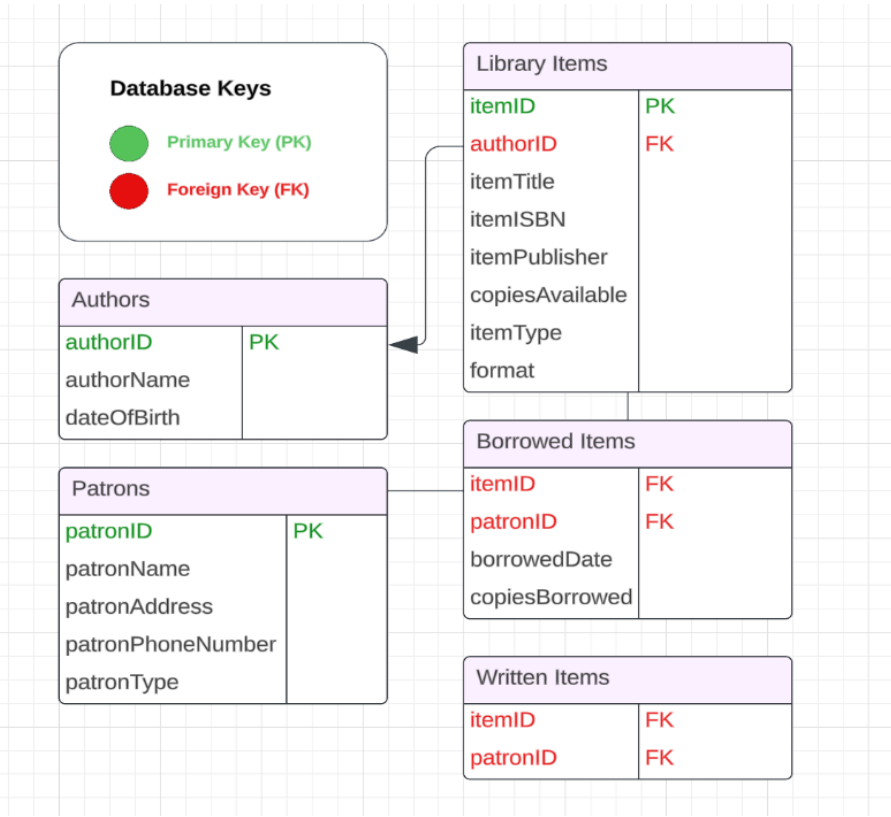 Database Keys
Primary Key (PK)
Foreign Key (FK)
Authors
authorID PK
authorName
dateOfBirth
Patrons
patronID PK
patronName
patronAddress
patronPhoneNumber
patronType
Library Items
itemID PK
authorID FK
itemTitle
itemISBN
itemPublisher
copiesAvailable
itemType
format
Borrowed Items
itemID FK
patronID FK
borrowedDate
copiesBorrowed
Written Items
itemID FK
patronID FK